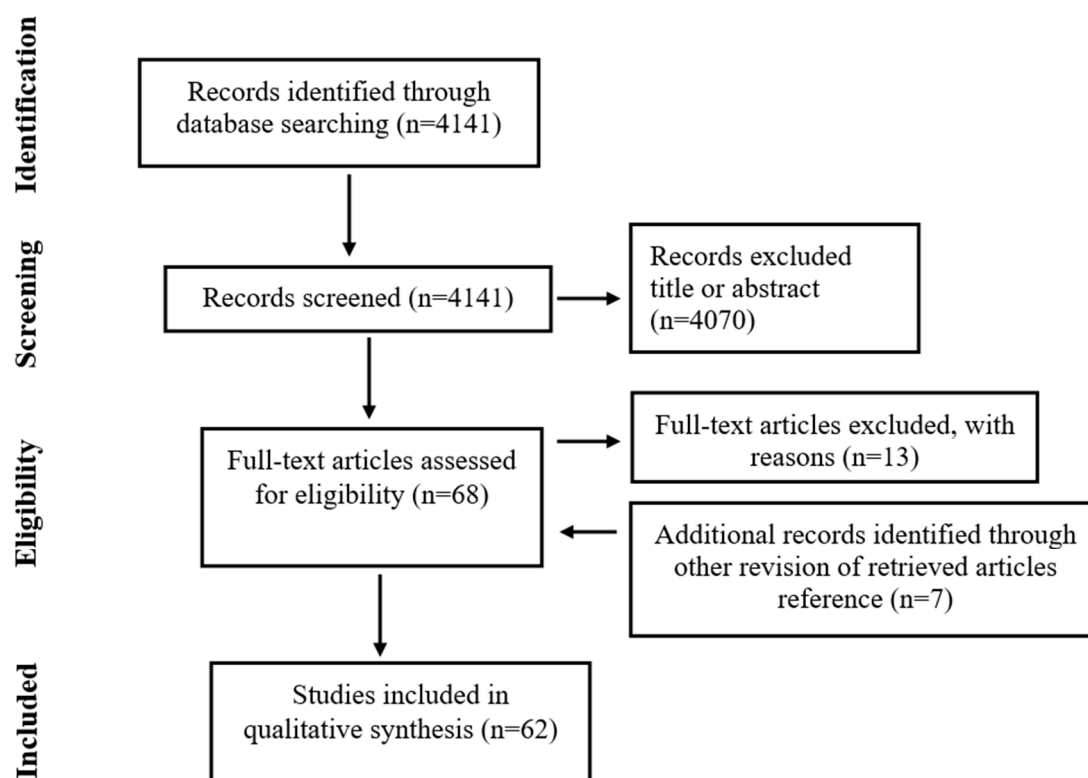 Identification
Records identified through
database searching (n=4141)
Screening
Records screened (n=4141)
Records excluded
title or abstract
(n=4070)
Eligibility
Full-text articles assessed
for eligibility (n=68)
Full-text articles excluded, with
reasons (n=13)
Additional records identified through
other revision of retrieved articles
reference (n=7)
Included
Studies included in
qualitative synthesis (n=62)